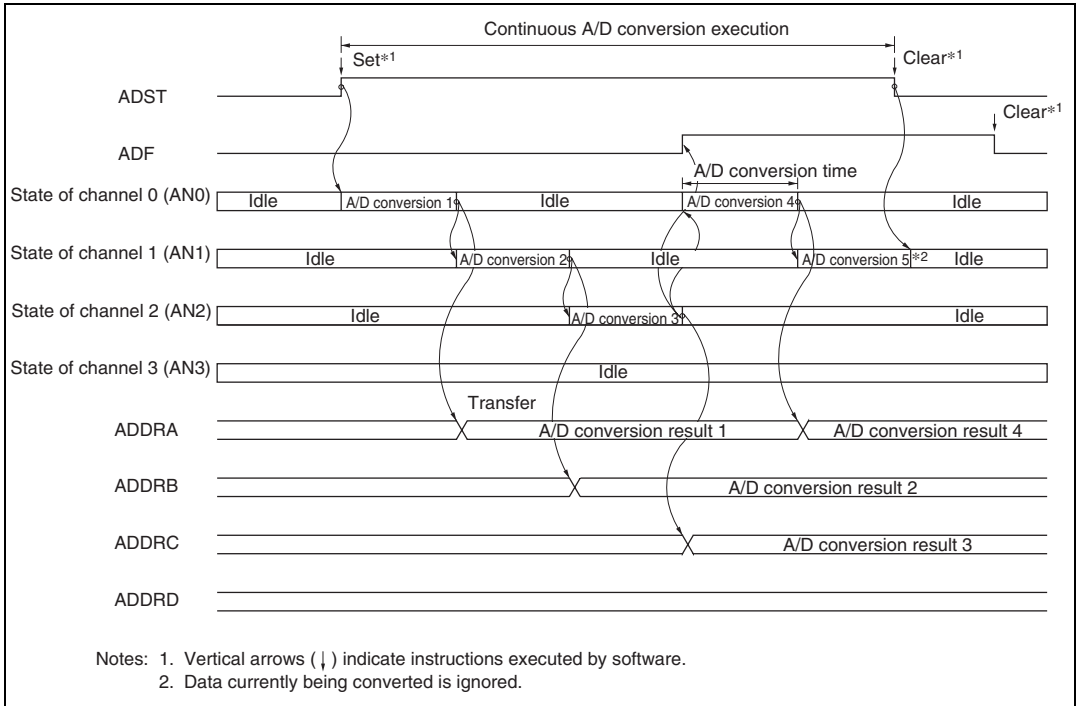 Continuous A/D conversion execution
Set*1
Clear*1
ADST
Clear*1
ADF
A/D conversion time
State of channel 0 (AN0)
Idle
A/D conversion 1
Idle
A/D conversion 4
Idle
State of channel 1 (AN1)
Idle
A/D conversion 2
Idle
A/D conversion 5
*2
Idle
State of channel 2 (AN2)
Idle
A/D conversion 3
Idle
State of channel 3 (AN3)
Idle
Transfer
ADDRA
A/D conversion result 1
A/D conversion result 4
ADDRB
A/D conversion result 2
ADDRC
A/D conversion result 3
ADDRD
Notes: 1. Vertical arrows (↓) indicate instructions executed by software.
2. Data currently being converted is ignored.